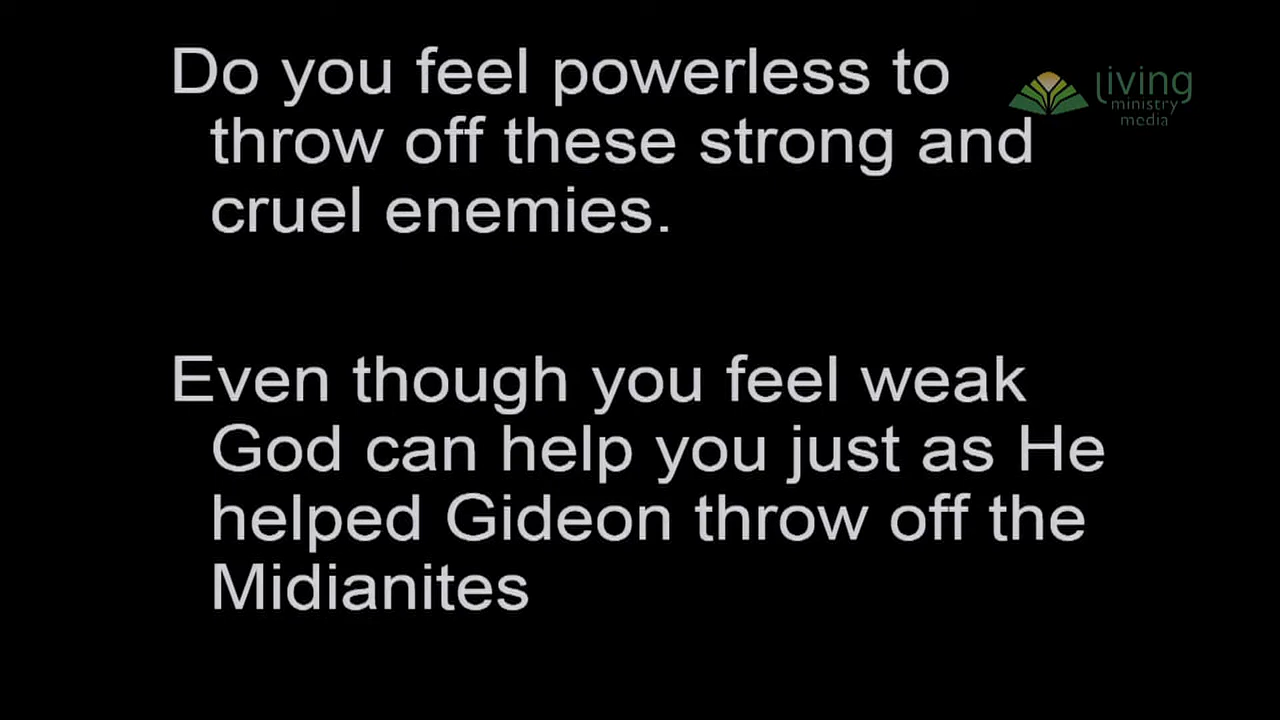 Do you feel powerless to
throw off these strong and
cruel enemies.
Even though you feel weak
God can help you just as He
helped Gideon throw off the
Midianites
living
ministry
media